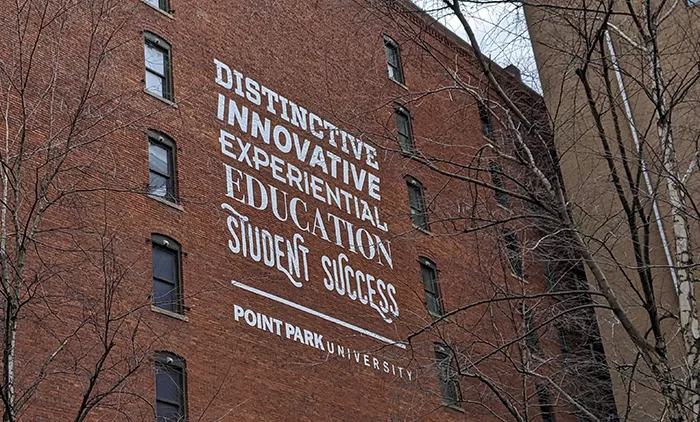 DISTINCTIVE
INNOVATIVE
EXPERIENTIAL
EDUCATION
STUDENT SUCCESS
POINT PARK UNIVERSITY